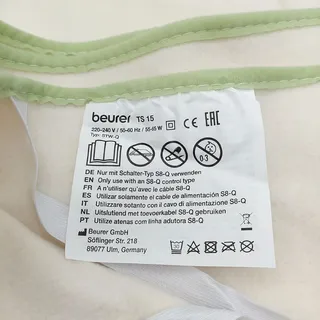 beurer TS 15
220-240 V / 50-60 Hz / 55-65 W CE EAC
0-3
DE Nur mit Schalter-Typ S8-Q verwenden
EN Only use with an S8-Q control type
FR A n'utiliser qu'avec le câble S8-Q
ES Utilizar solamente el cable de alimentación S8-Q
IT Utilizzare soltanto con il cavo di alimentazione S8-Q
NL Uitsluitend met toevoerkabel S8-Q gebruiken
PT Utilize apenas com linha adutora S8-Q
Beurer GmbH
Söflinger Str. 218
89077 Ulm, Germany